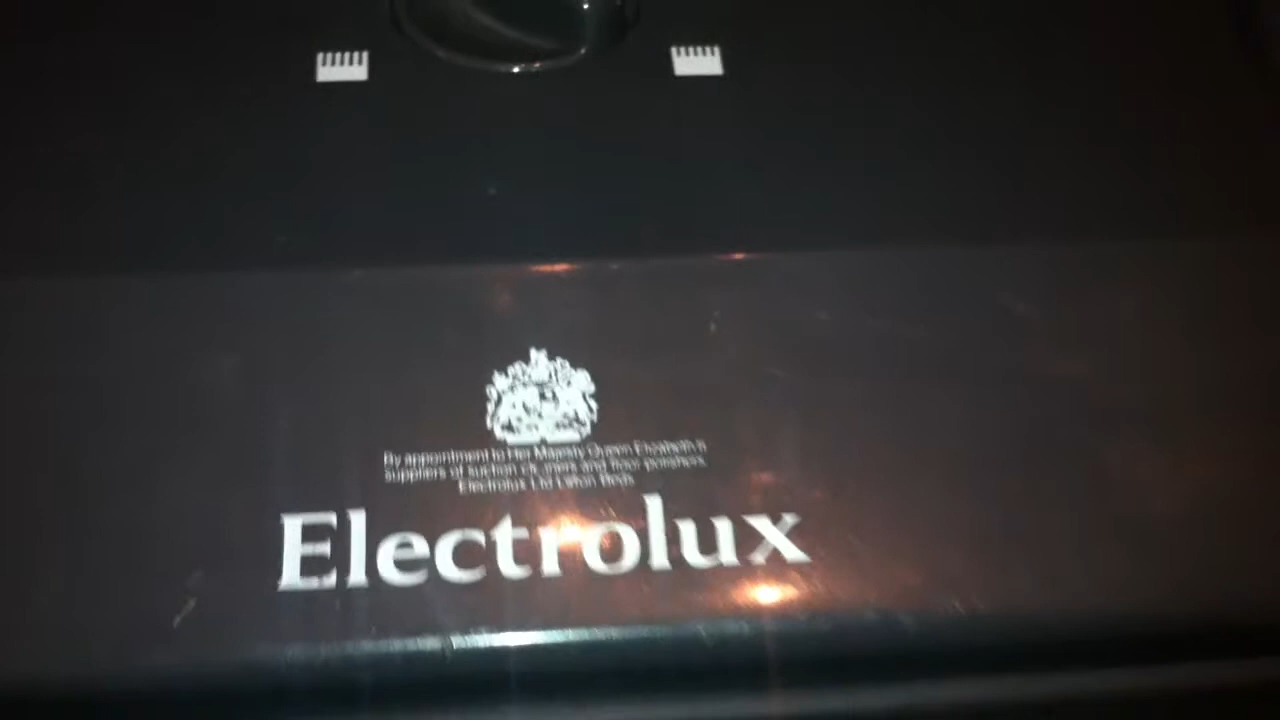 By appointment to Her Majesty Queen Elizabeth II
suppliers of suction cleaners and floor polishers
Electrolux Ltd Luton Beds
Electrolux